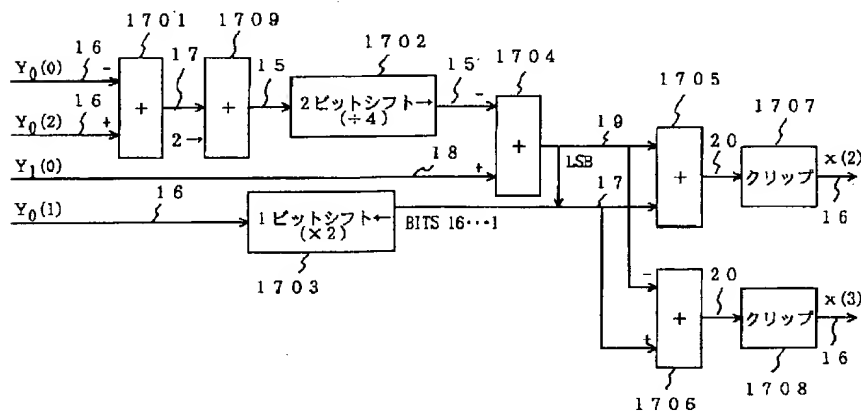 1701 1709 1702 1704
Y₀(0) 16 - 17 15 2ビットシフト→ 15 -
+ + (÷4)
Y₀(2) 16 + 2→ 1705 1707
+ 19 20 クリップ x(2)
18 LSB + 16
Y₁(0) +
Y₀(1) 16 1ビットシフト← 17
(×2) BITS 16…1
1703
- 20 x(3)
+ クリップ
+ 16
1706 1708